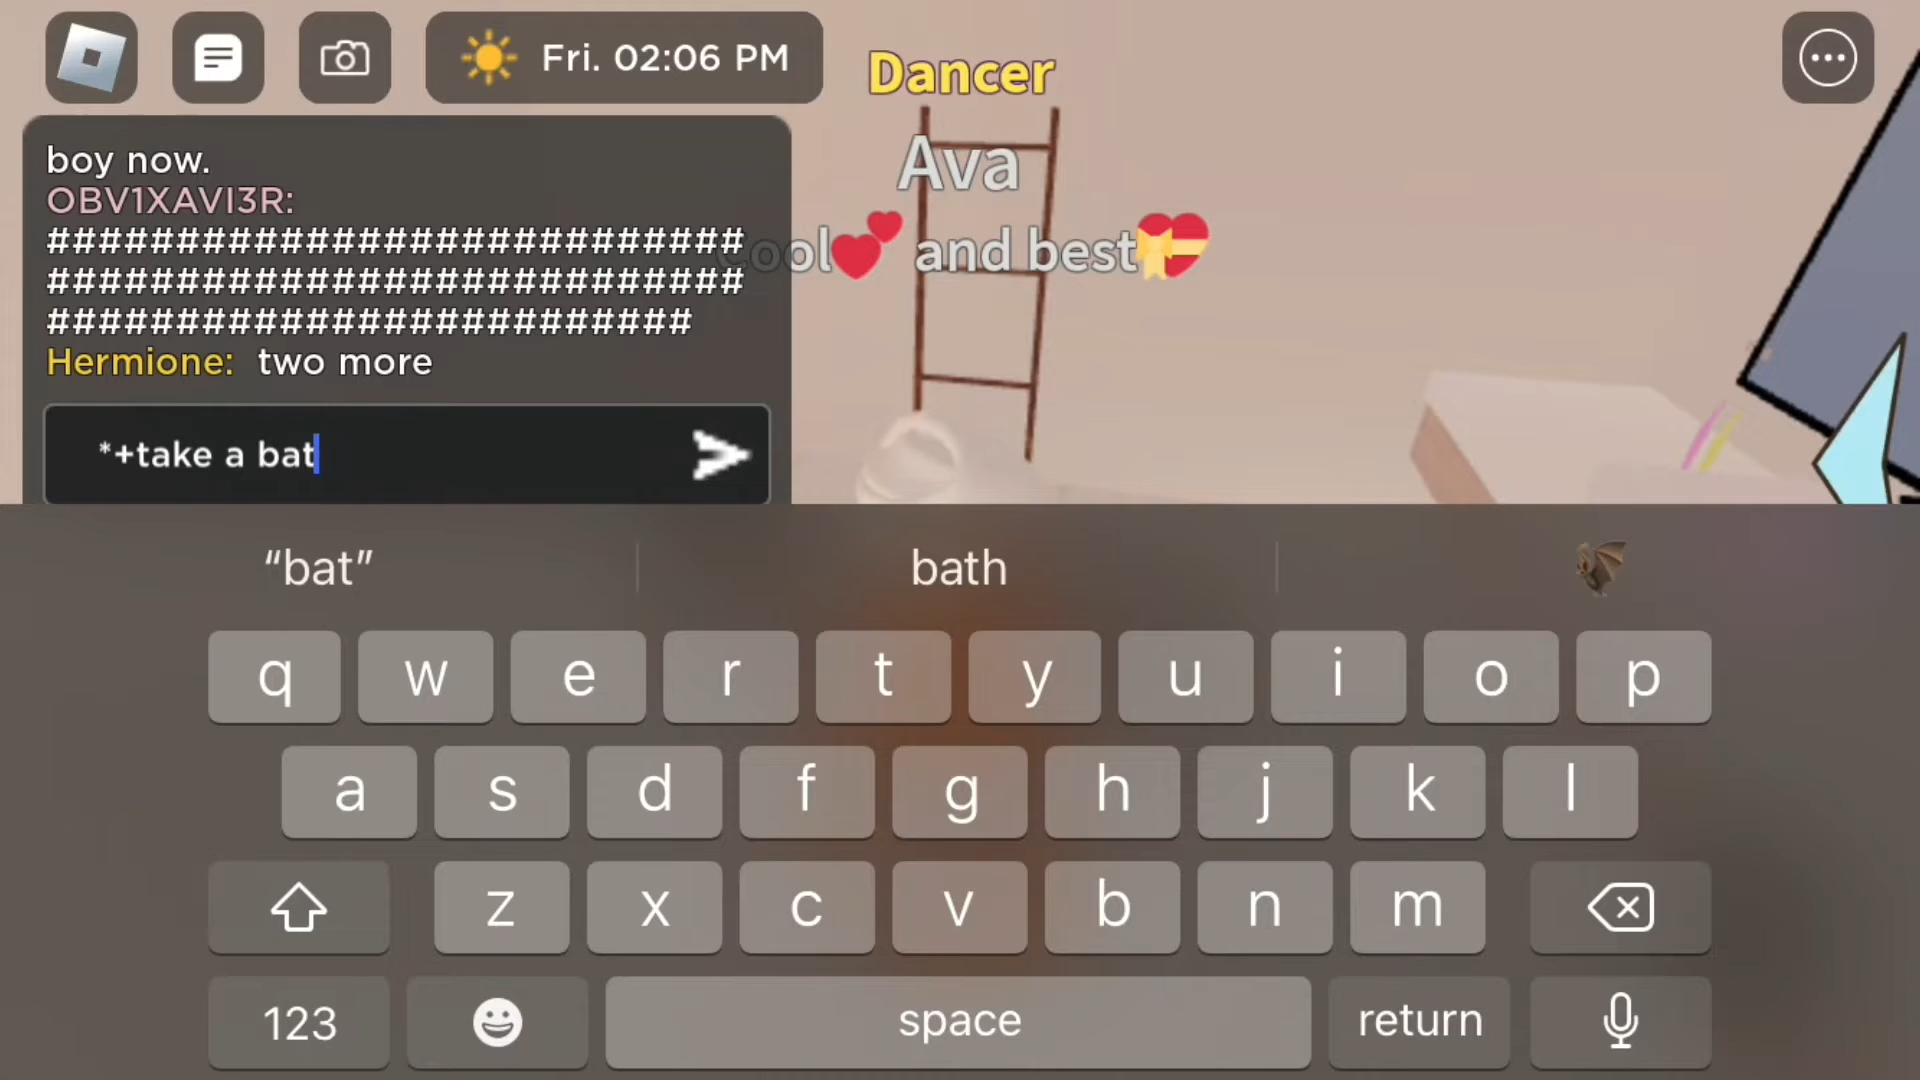 Fri. 02:06 PM
Dancer
Ava
cool💕 and best💝
boy now.
OBV1XAVI3R:
###########################
###########################
#########################
Hermione: two more
*+take a bat
“bat” bath 🦇
q w e r t y u i o p
a s d f g h j k l
z x c v b n m
123 space return